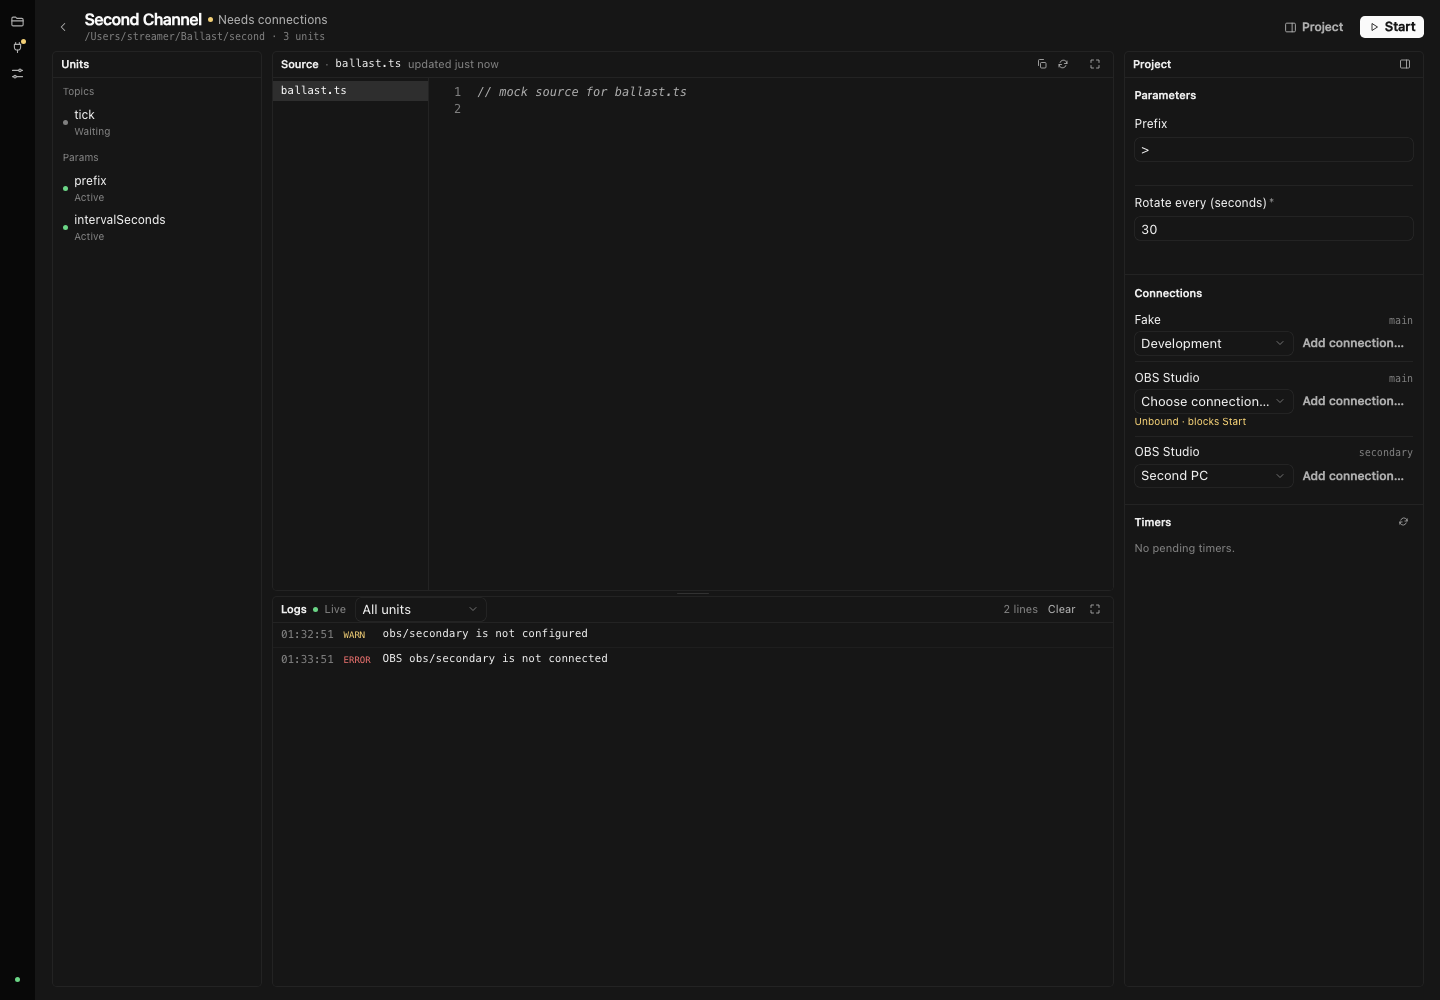 Second Channel
Needs connections
/Users/streamer/Ballast/second · 3 units
Project
Start
Units
Topics
tick
Waiting
Params
prefix
Active
intervalSeconds
Active
Source · ballast.ts updated just now
ballast.ts
1 // mock source for ballast.ts
2
Logs
Live
All units
2 lines
Clear
01:32:51 WARN obs/secondary is not configured
01:33:51 ERROR OBS obs/secondary is not connected
Project
Parameters
Prefix
>
Rotate every (seconds) *
30
Connections
Fake main
Development Add connection...
OBS Studio main
Choose connection... Add connection...
Unbound · blocks Start
OBS Studio secondary
Second PC Add connection...
Timers
No pending timers.